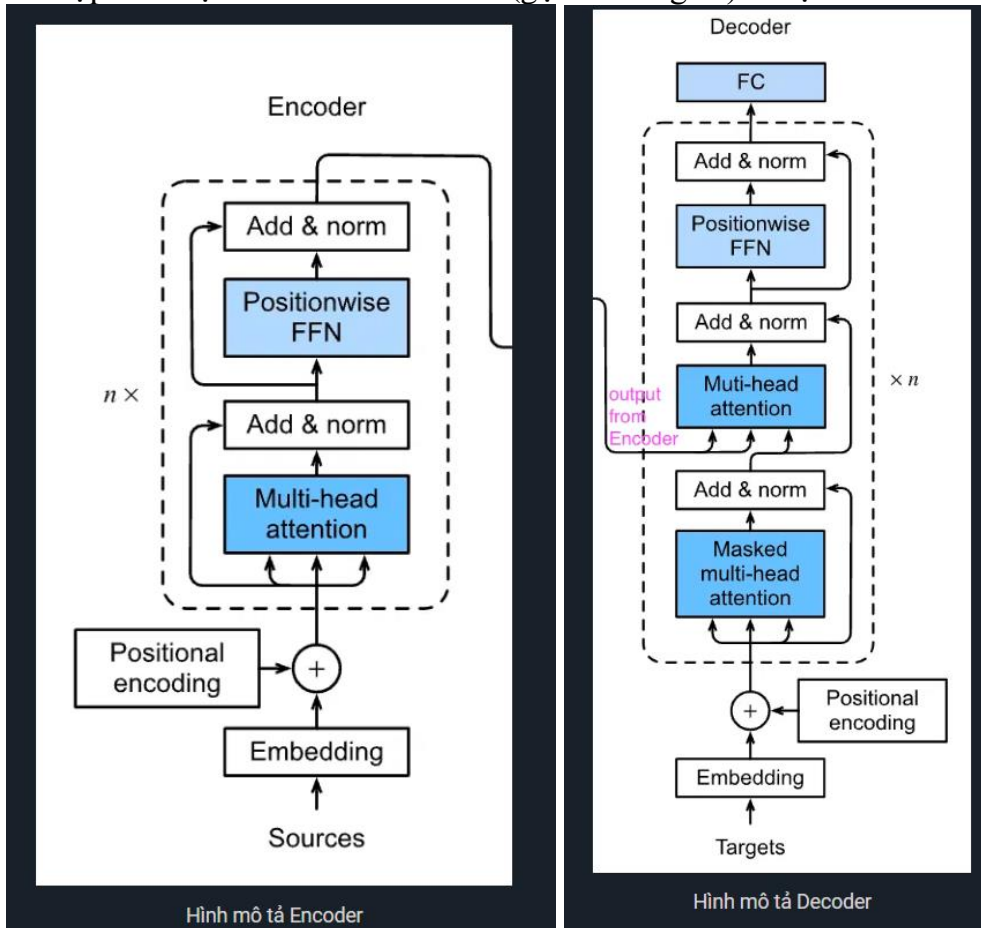 Encoder
Add & norm
Positionwise
FFN
n ×
Add & norm
Multi-head
attention
Positional
encoding
+
Embedding
Sources
Hình mô tả Encoder
Decoder
FC
Add & norm
Positionwise
FFN
Add & norm
× n
Muti-head
attention
output
from
Encoder
Add & norm
Masked
multi-head
attention
+
Positional
encoding
Embedding
Targets
Hình mô tả Decoder